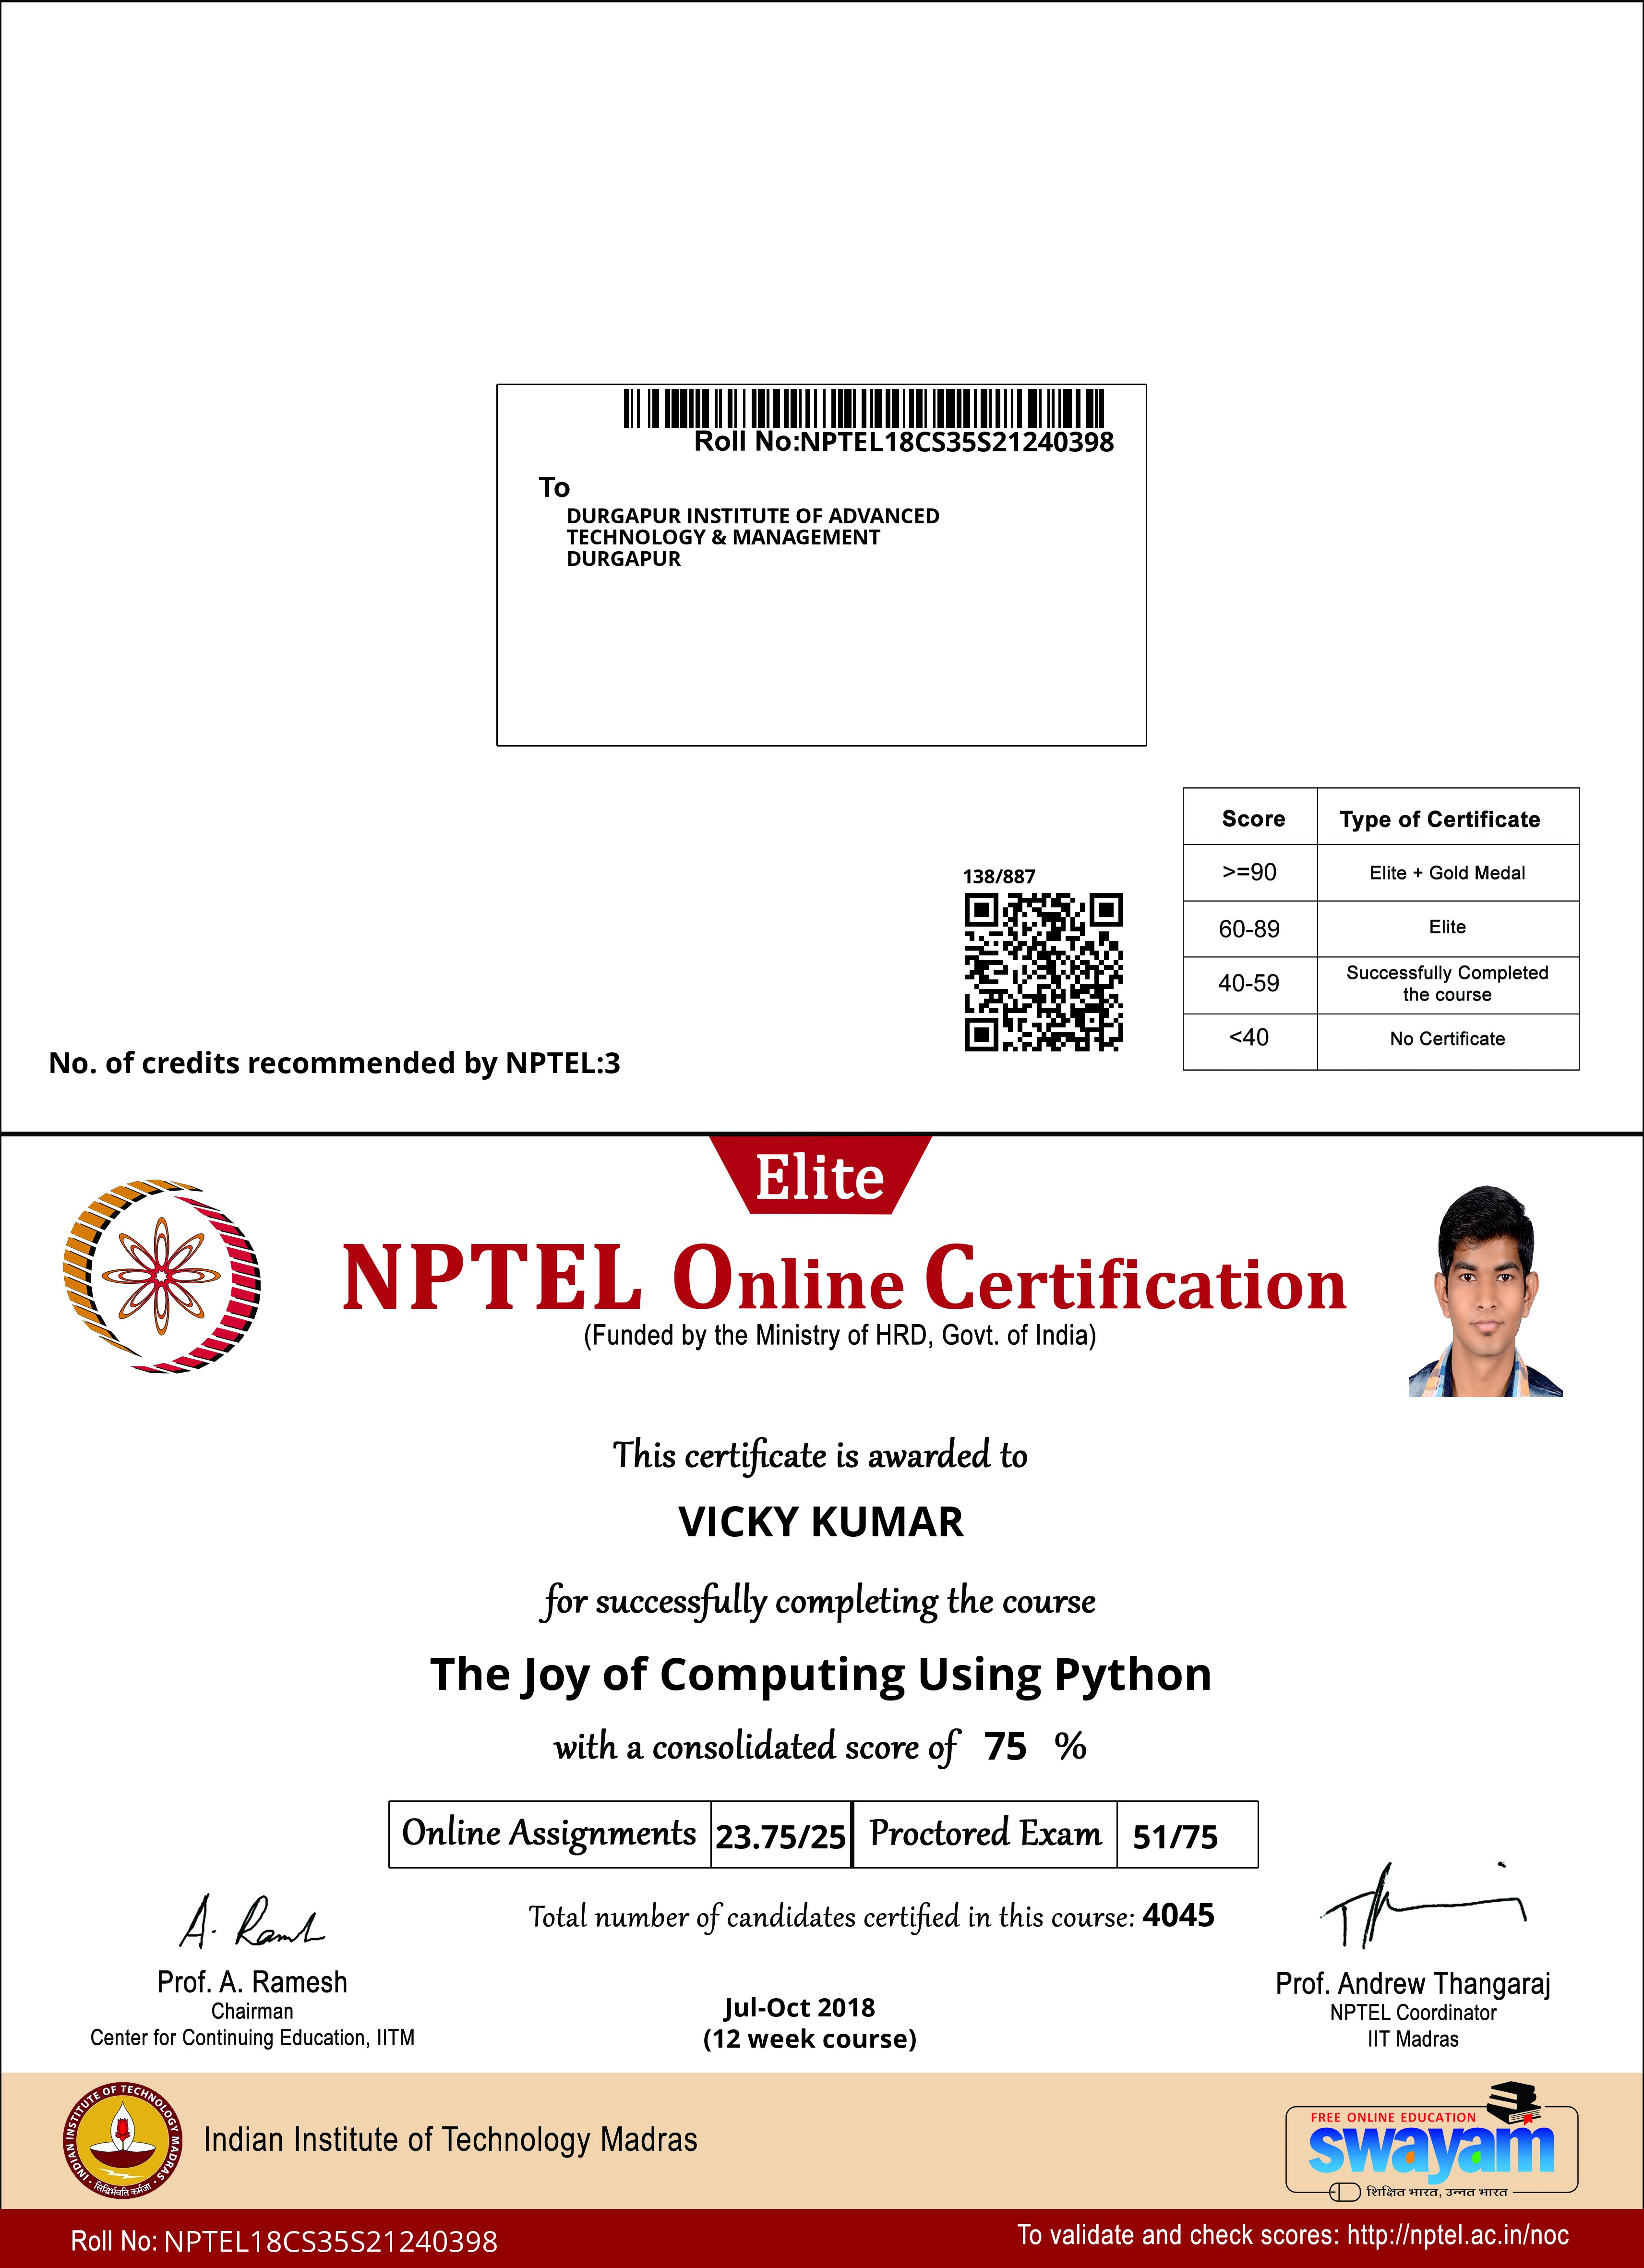 Roll No:NPTEL18CS35S21240398
To
DURGAPUR INSTITUTE OF ADVANCED
TECHNOLOGY & MANAGEMENT
DURGAPUR
Score Type of Certificate
>=90 Elite + Gold Medal
60-89 Elite
40-59 Successfully Completed
the course
<40 No Certificate
138/887
No. of credits recommended by NPTEL:3
Elite
NPTEL Online Certification
(Funded by the Ministry of HRD, Govt. of India)
This certificate is awarded to
VICKY KUMAR
for successfully completing the course
The Joy of Computing Using Python
with a consolidated score of 75 %
Online Assignments 23.75/25 Proctored Exam 51/75
Total number of candidates certified in this course: 4045
A. Ramesh
Prof. A. Ramesh
Chairman
Center for Continuing Education, IITM
Jul-Oct 2018
(12 week course)
Prof. Andrew Thangaraj
NPTEL Coordinator
IIT Madras
INDIAN INSTITUTE OF TECHNOLOGY MADRAS
सिद्धिर्भवति कर्मजा
Indian Institute of Technology Madras
FREE ONLINE EDUCATION
swayam
शिक्षित भारत, उन्नत भारत
Roll No: NPTEL18CS35S21240398
To validate and check scores: http://nptel.ac.in/noc